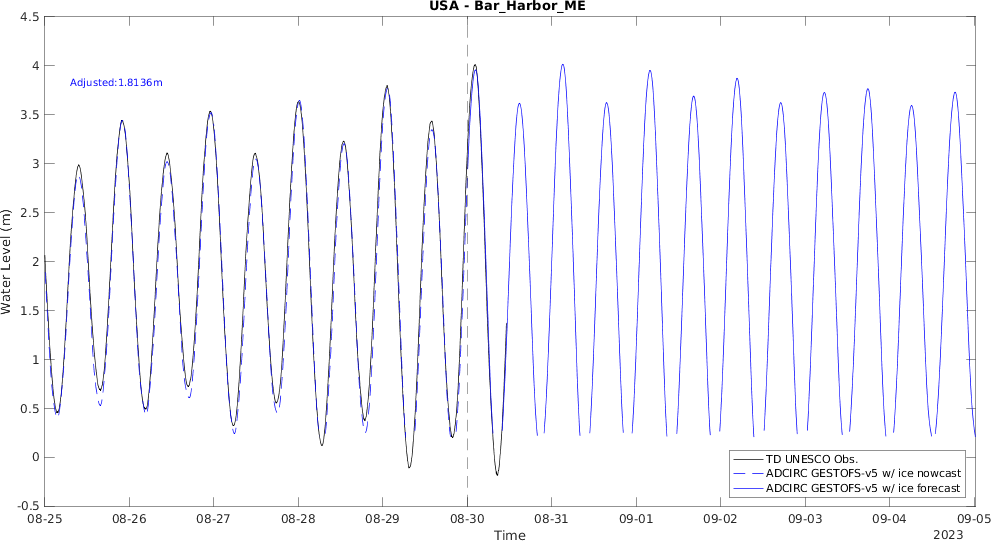 USA - Bar_Harbor_ME
Adjusted:1.8136m
Water Level (m)
4.5
4
3.5
3
2.5
2
1.5
1
0.5
0
-0.5
08-25 08-26 08-27 08-28 08-29 08-30 08-31 09-01 09-02 09-03 09-04 09-05
Time
2023
TD UNESCO Obs.
ADCIRC GESTOFS-v5 w/ ice nowcast
ADCIRC GESTOFS-v5 w/ ice forecast